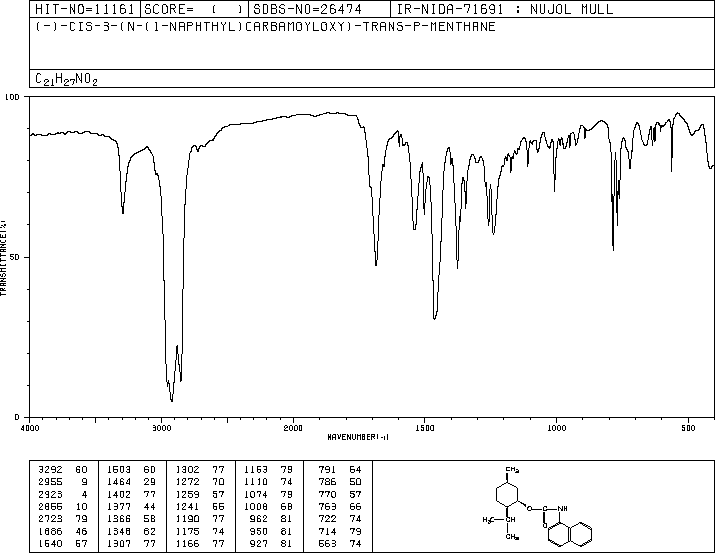 HIT-NO=11161 SCORE= ( ) SDBS-NO=26474 IR-NIDA-71691 : NUJOL MULL
(-)-CIS-3-(N-(1-NAPHTHYL)CARBAMOYLOXY)-TRANS-P-MENTHANE
C21H27NO2
100
50
0
TRANSMITTANCE(%)
4000 3000 2000 1500 1000 500
WAVENUMBER(-1)
3292 60 1503 60 1302 77 1153 79 791 64
2955 9 1464 29 1272 70 1110 74 786 50
2923 4 1402 77 1259 57 1074 79 770 57
2855 10 1377 44 1241 55 1008 68 763 66
2723 79 1366 58 1190 77 962 81 722 74
1686 46 1348 62 1175 74 950 81 714 79
1540 57 1307 77 1166 77 927 81 563 74
CH3
O C NH
O
H3C CH
CH3